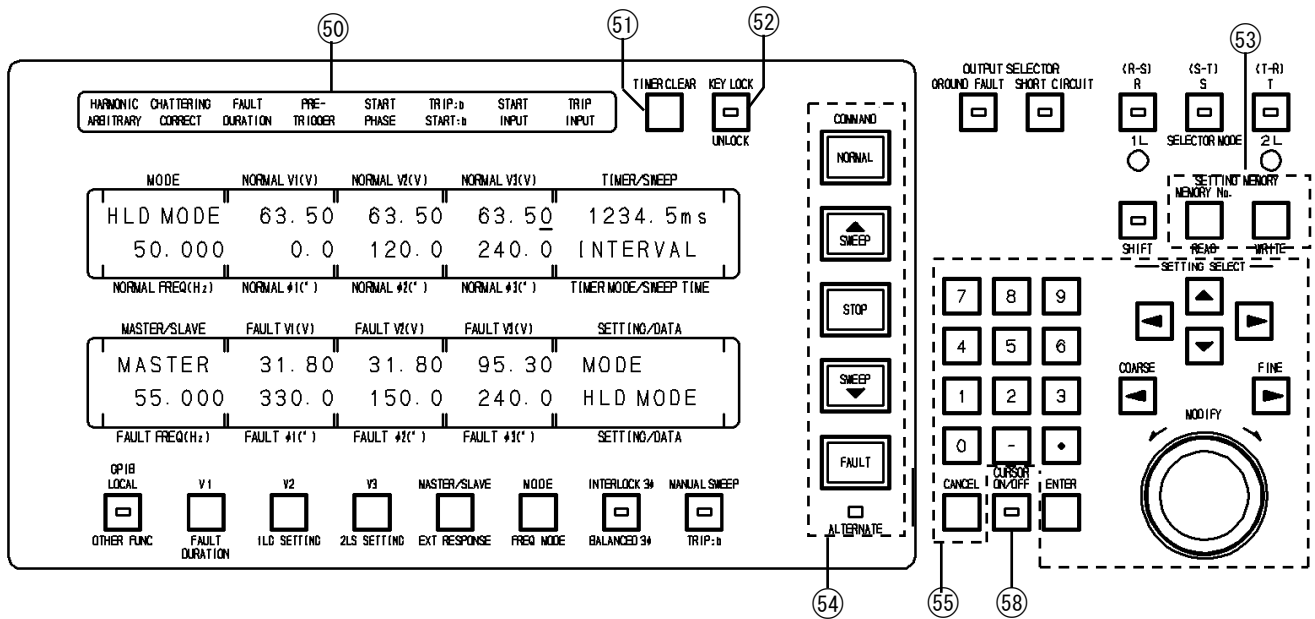 50
51
52
53
HARMONIC CHATTERING FAULT PRE- START TRIP:b START TRIP
ARBITRARY CORRECT DURATION TRIGGER PHASE START:b INPUT INPUT
TIMER CLEAR
KEY LOCK
UNLOCK
MODE NORMAL V1(V) NORMAL V2(V) NORMAL V3(V) TIMER/SWEEP
HLD MODE 63.50 63.50 63.50 1234.5ms
50.000 0.0 120.0 240.0 INTERVAL
NORMAL FREQ(Hz) NORMAL φ1(°) NORMAL φ2(°) NORMAL φ3(°) TIMER MODE/SWEEP TIME
MASTER/SLAVE FAULT V1(V) FAULT V2(V) FAULT V3(V) SETTING/DATA
MASTER 31.80 31.80 95.30 MODE
55.000 330.0 150.0 240.0 HLD MODE
FAULT FREQ(Hz) FAULT φ1(°) FAULT φ2(°) FAULT φ3(°) SETTING/DATA
GPIB
LOCAL V1 V2 V3 MASTER/SLAVE MODE INTERLOCK 3φ MANUAL SWEEP
OTHER FUNC FAULT DURATION 1LG SETTING 2LS SETTING EXT RESPONSE FREQ MODE BALANCED 3φ TRIP:b
COMMAND
NORMAL
SWEEP
STOP
SWEEP
FAULT
ALTERNATE
OUTPUT SELECTOR
GROUND FAULT SHORT CIRCUIT
(R-S) (S-T) (T-R)
R S T
1L SELECTOR MODE 2L
SETTING MEMORY
MEMORY No.
SHIFT READ WRITE
SETTING SELECT
7 8 9
4 5 6
1 2 3
0 - •
COARSE FINE
MODIFY
CANCEL
CURSOR
ON/OFF
ENTER
54
55
58